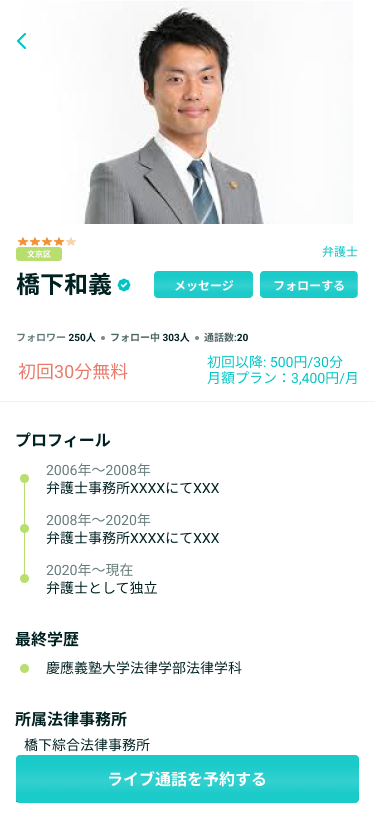 文京区
弁護士
橋下和義
メッセージ
フォローする
フォロワー 250人 ● フォロー中 303人 ● 通話数:20
初回30分無料
初回以降: 500円/30分
月額プラン：3,400円/月
プロフィール
2006年〜2008年
弁護士事務所XXXXにてXXX
2008年〜2020年
弁護士事務所XXXXにてXXX
2020年〜現在
弁護士として独立
最終学歴
慶應義塾大学法律学部法律学科
所属法律事務所
橋下綜合法律事務所
ライブ通話を予約する